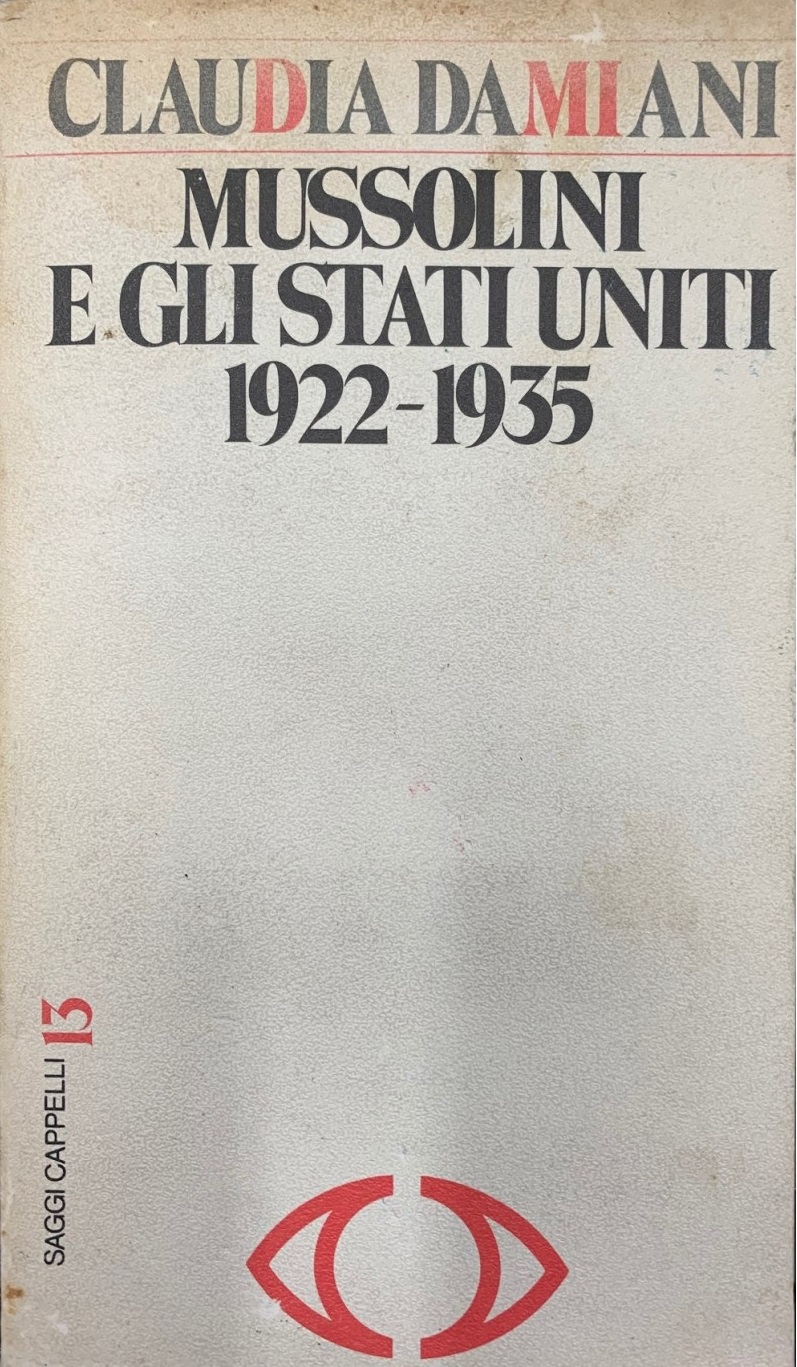 CLAUDIA DAMIANI
MUSSOLINI
E GLI STATI UNITI
1922-1935
SAGGI CAPPELLI 13